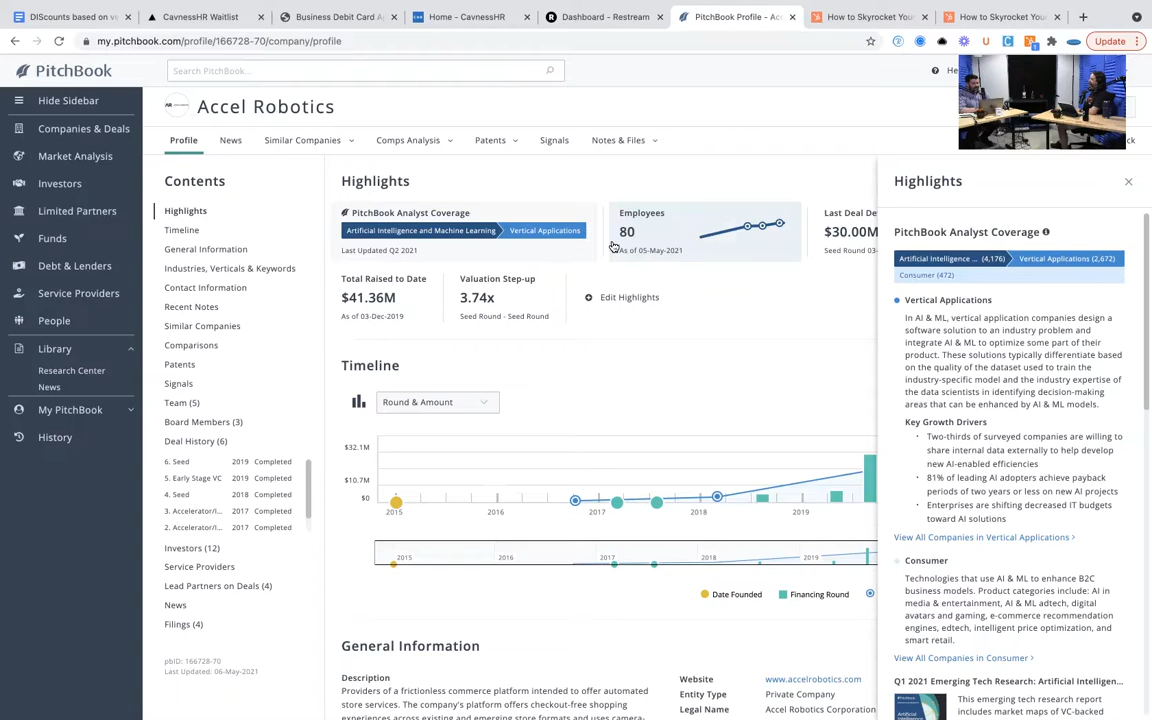 DIScounts based on ve
CavnessHR Waitlist
Business Debit Card A
Home - CavnessHR
Dashboard - Restream
PitchBook Profile - Acc
How to Skyrocket Your
How to Skyrocket Your
my.pitchbook.com/profile/166728-70/company/profile
Update
PitchBook
Search PitchBook...
He
Hide Sidebar
Companies & Deals
Market Analysis
Investors
Limited Partners
Funds
Debt & Lenders
Service Providers
People
Library
Research Center
News
My PitchBook
History
Accel Robotics
Profile
News
Similar Companies
Comps Analysis
Patents
Signals
Notes & Files
ck
Contents
Highlights
Timeline
General Information
Industries, Verticals & Keywords
Contact Information
Recent Notes
Similar Companies
Comparisons
Patents
Signals
Team (5)
Board Members (3)
Deal History (6)
6. Seed 2019 Completed
5. Early Stage VC 2019 Completed
4. Seed 2018 Completed
3. Accelerator/I... 2017 Completed
2. Accelerator/I... 2017 Completed
Investors (12)
Service Providers
Lead Partners on Deals (4)
News
Filings (4)
pbID: 166728-70
Last Updated: 06-May-2021
Highlights
PitchBook Analyst Coverage
Artificial Intelligence and Machine Learning
Vertical Applications
Last Updated Q2 2021
Employees
80
As of 05-May-2021
Last Deal De
$30.00M
Seed Round 03-
Total Raised to Date
$41.36M
As of 03-Dec-2019
Valuation Step-up
3.74x
Seed Round - Seed Round
Edit Highlights
Timeline
Round & Amount
$32.1M
$10.7M
$0
2015 2016 2017 2018 2019
2015 2016 2017 2018 2019
Date Founded
Financing Round
General Information
Description
Providers of a frictionless commerce platform intended to offer automated
store services. The company's platform offers checkout-free shopping
experiences across existing and emerging store formats and uses camera-
Website www.accelrobotics.com
Entity Type Private Company
Legal Name Accel Robotics Corporation
Highlights
PitchBook Analyst Coverage
Artificial Intelligence ... (4,176)
Vertical Applications (2,672)
Consumer (472)
Vertical Applications
In AI & ML, vertical application companies design a
software solution to an industry problem and
integrate AI & ML to optimize some part of their
product. These solutions typically differentiate based
on the quality of the dataset used to train the
industry-specific model and the industry expertise of
the data scientists in identifying decision-making
areas that can be enhanced by AI & ML models.
Key Growth Drivers
Two-thirds of surveyed companies are willing to
share internal data externally to help develop
new AI-enabled efficiencies
81% of leading AI adopters achieve payback
periods of two years or less on new AI projects
Enterprises are shifting decreased IT budgets
toward AI solutions
View All Companies in Vertical Applications
Consumer
Technologies that use AI & ML to enhance B2C
business models. Product categories include: AI in
media & entertainment, AI & ML adtech, digital
avatars and gaming, e-commerce recommendation
engines, edtech, intelligent price optimization, and
smart retail.
View All Companies in Consumer
Q1 2021 Emerging Tech Research: Artificial Intelligen...
This emerging tech research report
includes market maps of VC-backed